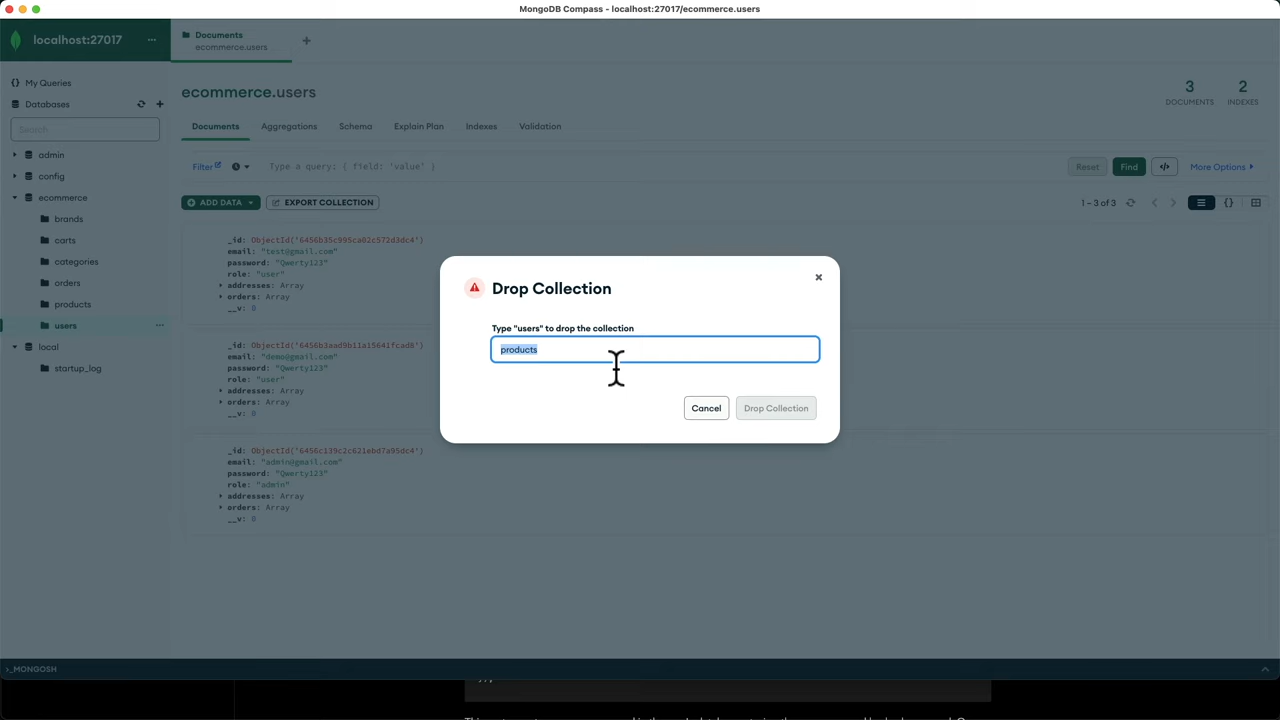 MongoDB Compass - localhost:27017/ecommerce.users
localhost:27017
Documents
ecommerce.users
My Queries
Databases
Search
admin
config
ecommerce
brands
carts
categories
orders
products
users
local
startup_log
ecommerce.users
3
DOCUMENTS
2
INDEXES
Documents
Aggregations
Schema
Explain Plan
Indexes
Validation
Filter
Type a query: { field: 'value' }
Reset
Find
</>
More Options
ADD DATA
EXPORT COLLECTION
1 – 3 of 3
_id: ObjectId('6456b35c995ca02c572d3dc4')
email: "test@gmail.com"
password: "Qwerty123"
role: "user"
addresses: Array
orders: Array
__v: 0
_id: ObjectId('6456b3aad9b11a15641fcad8')
email: "demo@gmail.com"
password: "Qwerty123"
role: "user"
addresses: Array
orders: Array
__v: 0
_id: ObjectId('6456c139c2c621ebd7a95dc4')
email: "admin@gmail.com"
password: "Qwerty123"
role: "admin"
addresses: Array
orders: Array
__v: 0
Drop Collection
Type "users" to drop the collection
products
Cancel
Drop Collection
>_MONGOSH